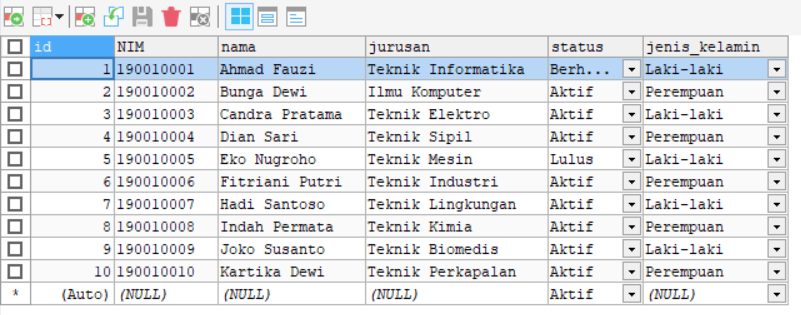 id NIM nama jurusan status jenis_kelamin
1 190010001 Ahmad Fauzi Teknik Informatika Berh... Laki-laki
2 190010002 Bunga Dewi Ilmu Komputer Aktif Perempuan
3 190010003 Candra Pratama Teknik Elektro Aktif Laki-laki
4 190010004 Dian Sari Teknik Sipil Aktif Perempuan
5 190010005 Eko Nugroho Teknik Mesin Lulus Laki-laki
6 190010006 Fitriani Putri Teknik Industri Aktif Perempuan
7 190010007 Hadi Santoso Teknik Lingkungan Aktif Laki-laki
8 190010008 Indah Permata Teknik Kimia Aktif Perempuan
9 190010009 Joko Susanto Teknik Biomedis Aktif Laki-laki
10 190010010 Kartika Dewi Teknik Perkapalan Aktif Perempuan
* (Auto) (NULL) (NULL) (NULL) Aktif (NULL)